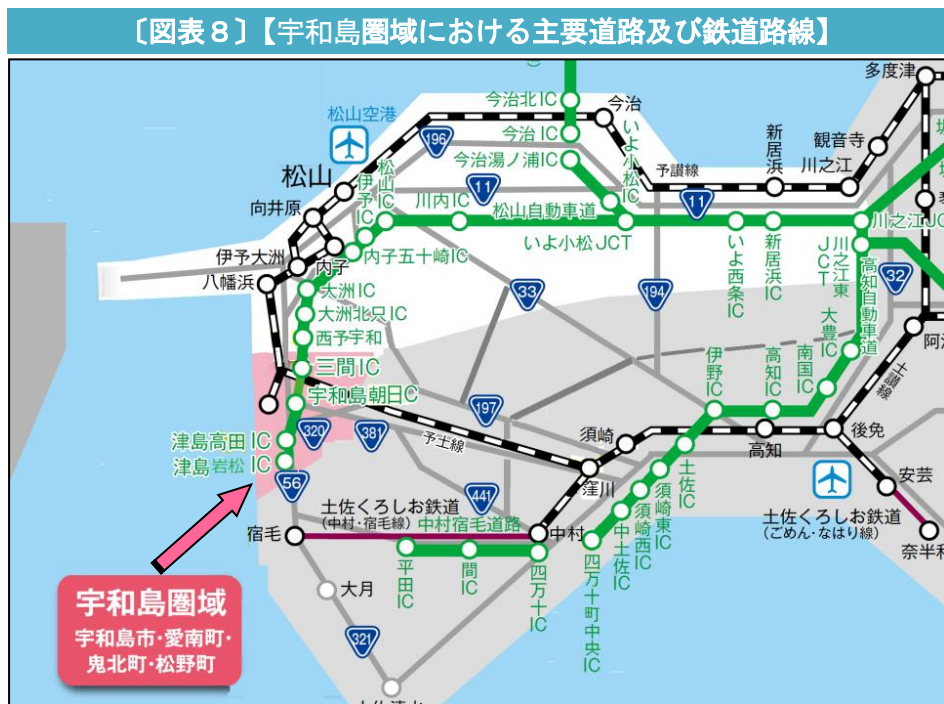 〔図表８〕【宇和島圏域における主要道路及び鉄道路線】
多度津
今治北IC
今治
松山空港
196
今治IC
いよ小松IC
新居浜
観音寺
川之江
今治湯ノ浦IC
予讃線
松山
松山IC
伊予IC
11
川内IC
松山自動車道
11
向井原
いよ小松JCT
川之江JC
伊予大洲
内子
内子五十崎IC
いよ西条IC
新居浜IC
川之江東JCT
高知自動車道
32
八幡浜
大洲IC
33
194
大豊IC
大洲北只IC
西予宇和
南国IC
伊野IC
高知IC
土讃線
三間IC
宇和島朝日C
197
320
381
予土線
須崎
高知
後免
津島高田IC
津島岩松IC
56
窪川
土佐IC
須崎東IC
須崎西IC
中土佐IC
四万十町中央IC
安芸
441
土佐くろしお鉄道
(中村・宿毛線)
中村宿毛道路
宿毛
中村
土佐くろしお鉄道
(ごめん・なはり線)
平田IC
間IC
四万十IC
大月
321
宇和島圏域
宇和島市・愛南町・
鬼北町・松野町